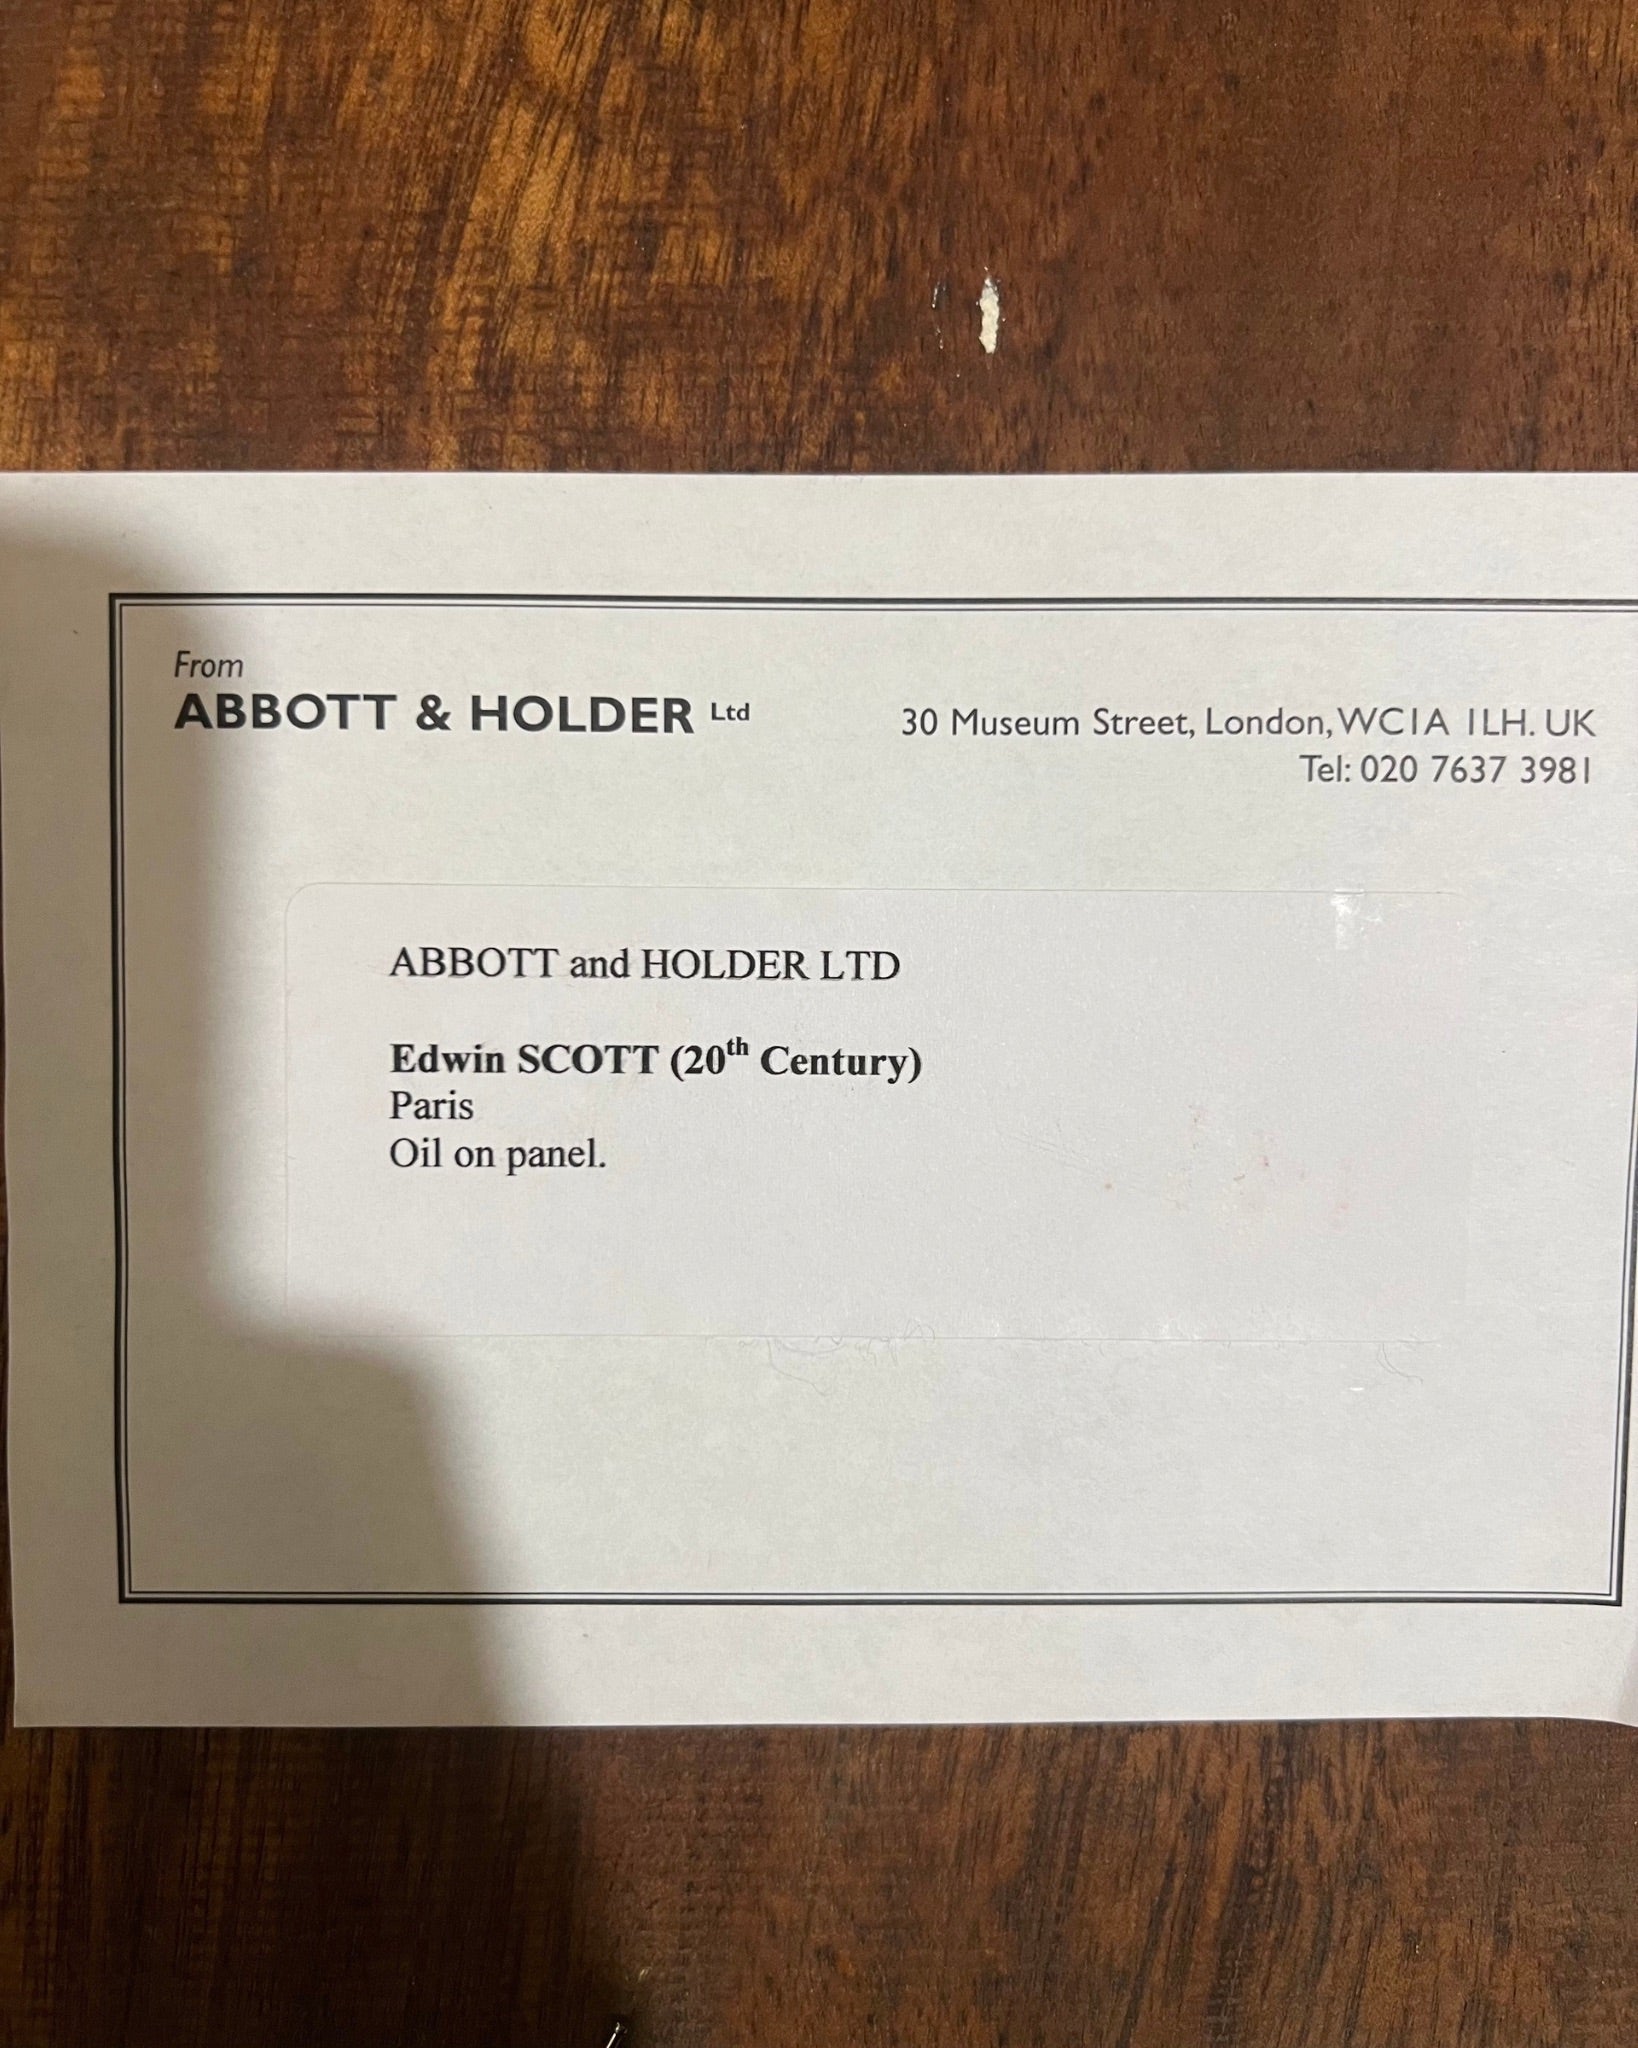 From
ABBOTT & HOLDER Ltd
30 Museum Street, London, WC1A 1LH. UK
Tel: 020 7637 3981
ABBOTT and HOLDER LTD
Edwin SCOTT (20th Century)
Paris
Oil on panel.